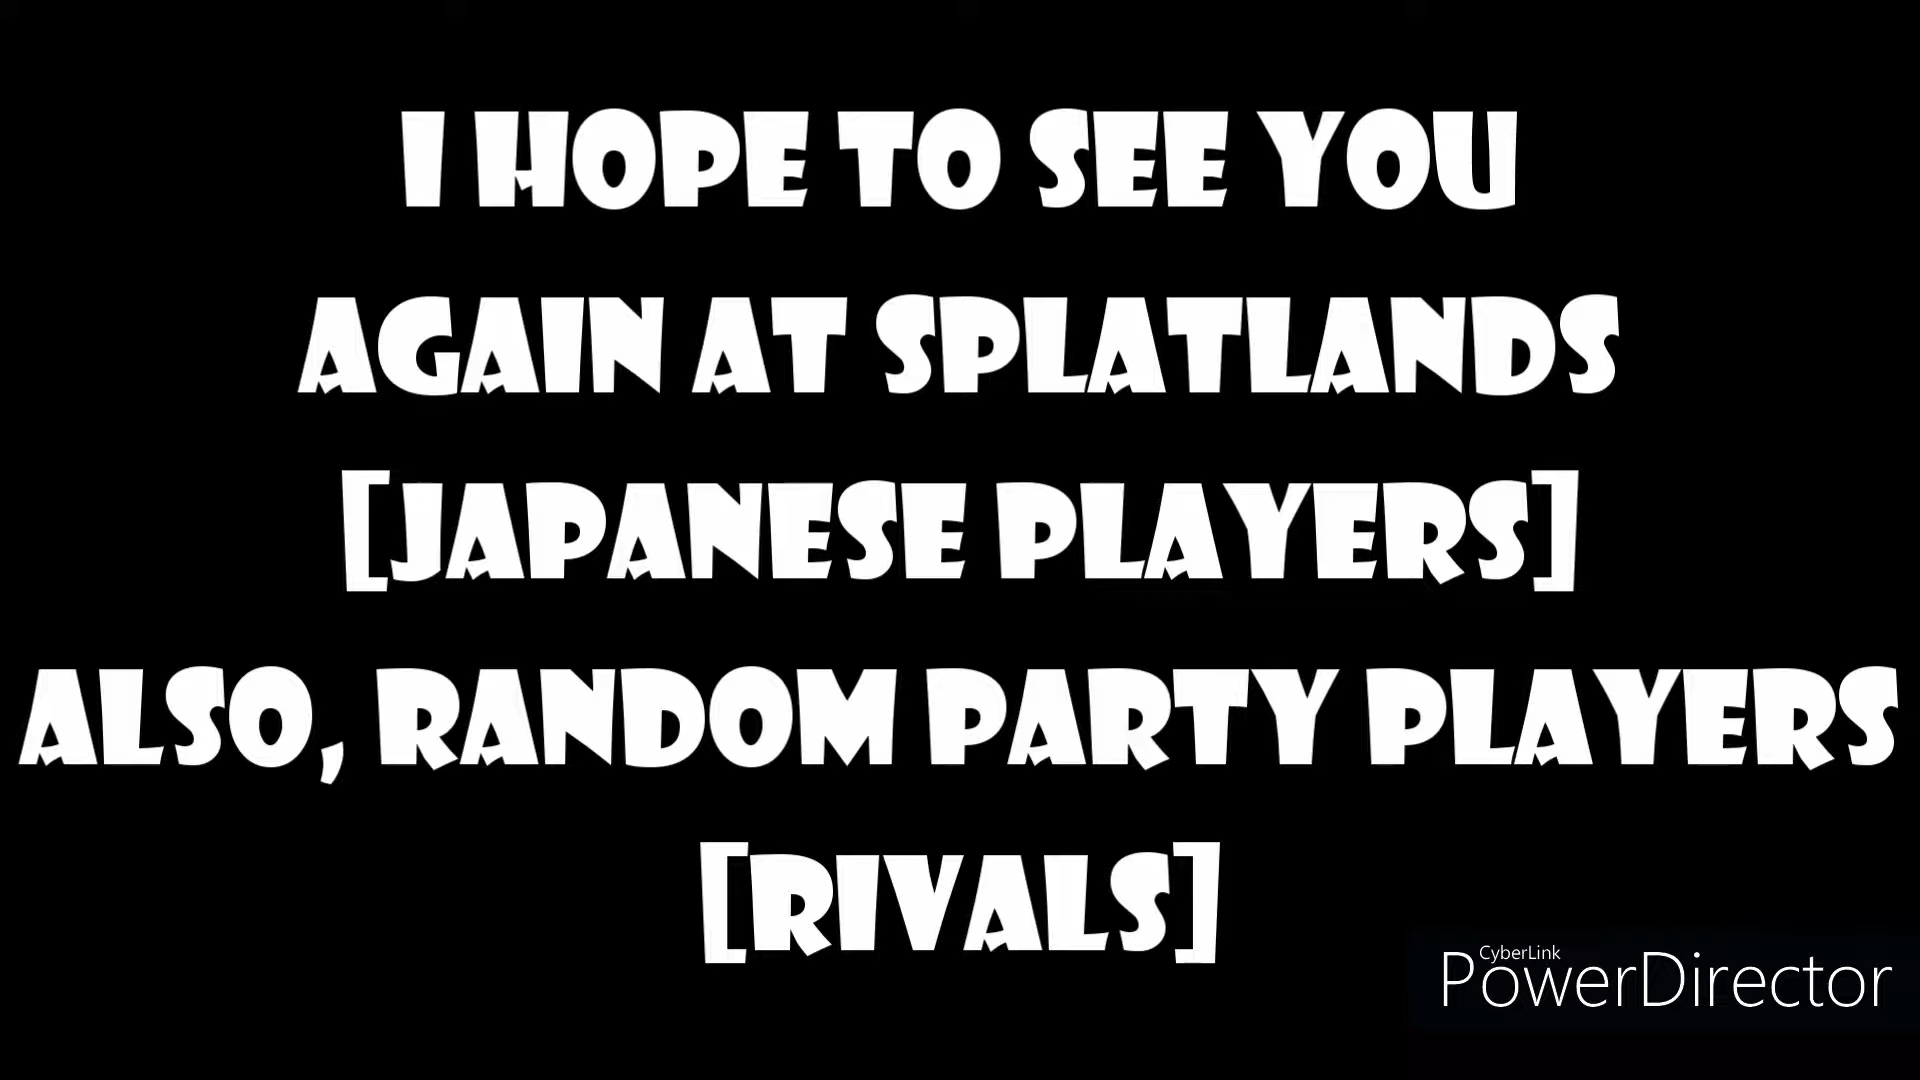 I HOPE TO SEE YOU
AGAIN AT SPLATLANDS
[JAPANESE PLAYERS]
ALSO, RANDOM PARTY PLAYERS
[RIVALS]
CyberLink
PowerDirector